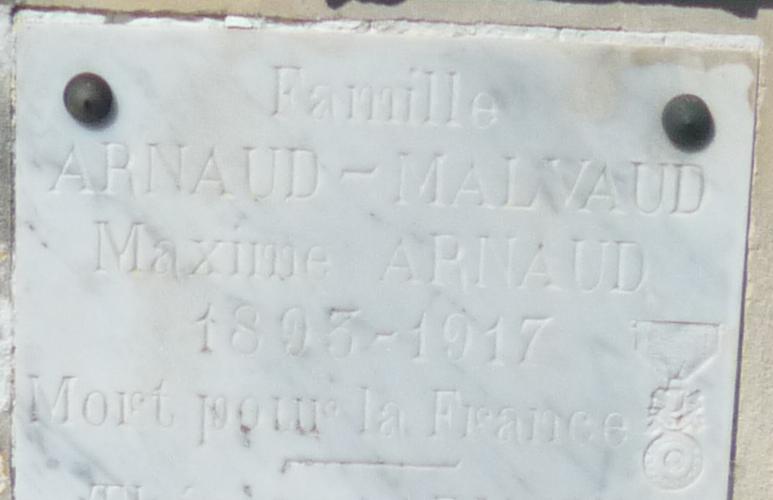 Famille
ARNAUD-MALVAUD
Maxime ARNAUD
1893-1917
Mort pour la France